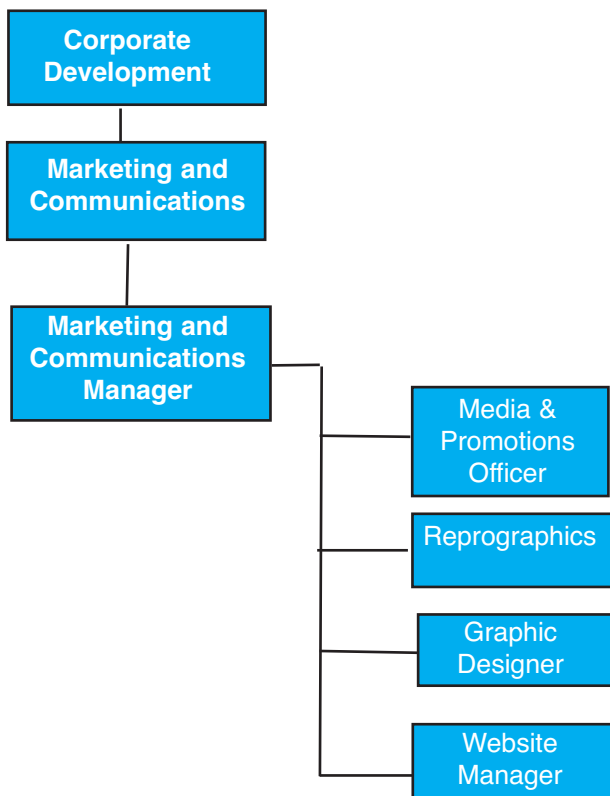 Corporate
Development
Marketing and
Communications
Marketing and
Communications
Manager
Media &
Promotions
Officer
Reprographics
Graphic
Designer
Website
Manager